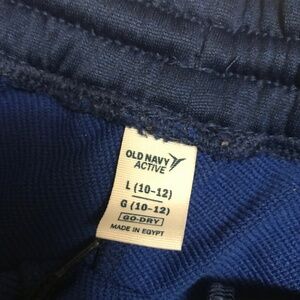 OLD NAVY
ACTIVE
L (10-12)
G (10-12)
GO-DRY
MADE IN EGYPT